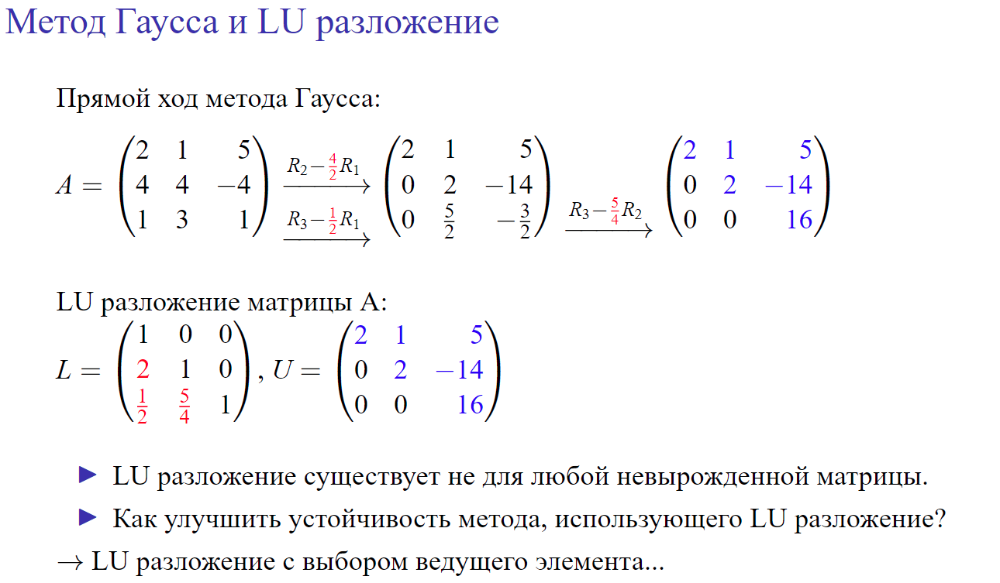 Метод Гаусса и LU разложение
Прямой ход метода Гаусса:
A = \begin{pmatrix} 2 & 1 & 5 \\ 4 & 4 & -4 \\ 1 & 3 & 1 \end{pmatrix} \xrightarrow[R_3-\frac{1}{2}R_1]{R_2-\frac{4}{2}R_1} \begin{pmatrix} 2 & 1 & 5 \\ 0 & 2 & -14 \\ 0 & \frac{5}{2} & -\frac{3}{2} \end{pmatrix} \xrightarrow{R_3-\frac{5}{4}R_2} \begin{pmatrix} 2 & 1 & 5 \\ 0 & 2 & -14 \\ 0 & 0 & 16 \end{pmatrix}
LU разложение матрицы A:
L = \begin{pmatrix} 1 & 0 & 0 \\ 2 & 1 & 0 \\ \frac{1}{2} & \frac{5}{4} & 1 \end{pmatrix}, U = \begin{pmatrix} 2 & 1 & 5 \\ 0 & 2 & -14 \\ 0 & 0 & 16 \end{pmatrix}
▶ LU разложение существует не для любой невырожденной матрицы.
▶ Как улучшить устойчивость метода, использующего LU разложение?
→ LU разложение с выбором ведущего элемента...